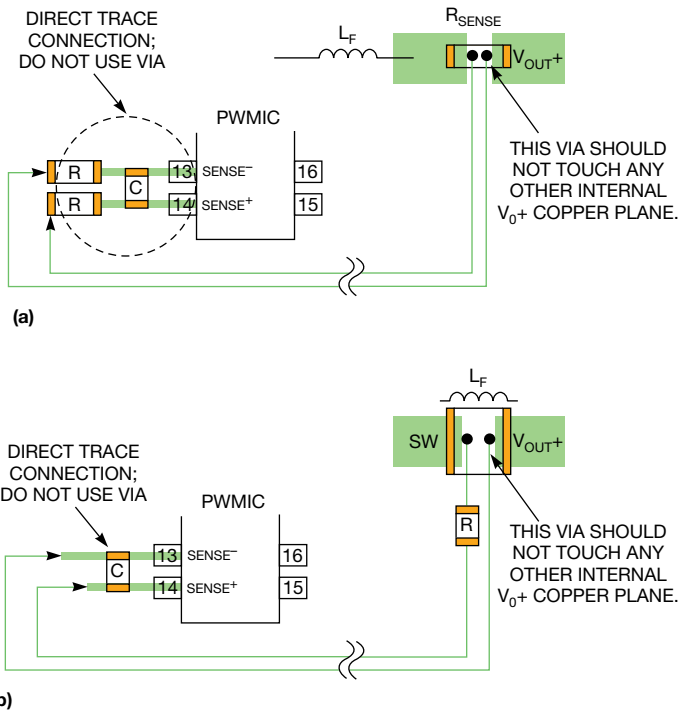 DIRECT TRACE
CONNECTION;
DO NOT USE VIA
LF
RSENSE
VOUT+
PWMIC
R
C
13 SENSE−
16
R
14 SENSE+
15
THIS VIA SHOULD
NOT TOUCH ANY
OTHER INTERNAL
V0+ COPPER PLANE.
(a)
LF
SW
VOUT+
DIRECT TRACE
CONNECTION;
DO NOT USE VIA
PWMIC
R
C
13 SENSE−
16
14 SENSE+
15
THIS VIA SHOULD
NOT TOUCH ANY
OTHER INTERNAL
V0+ COPPER PLANE.
b)